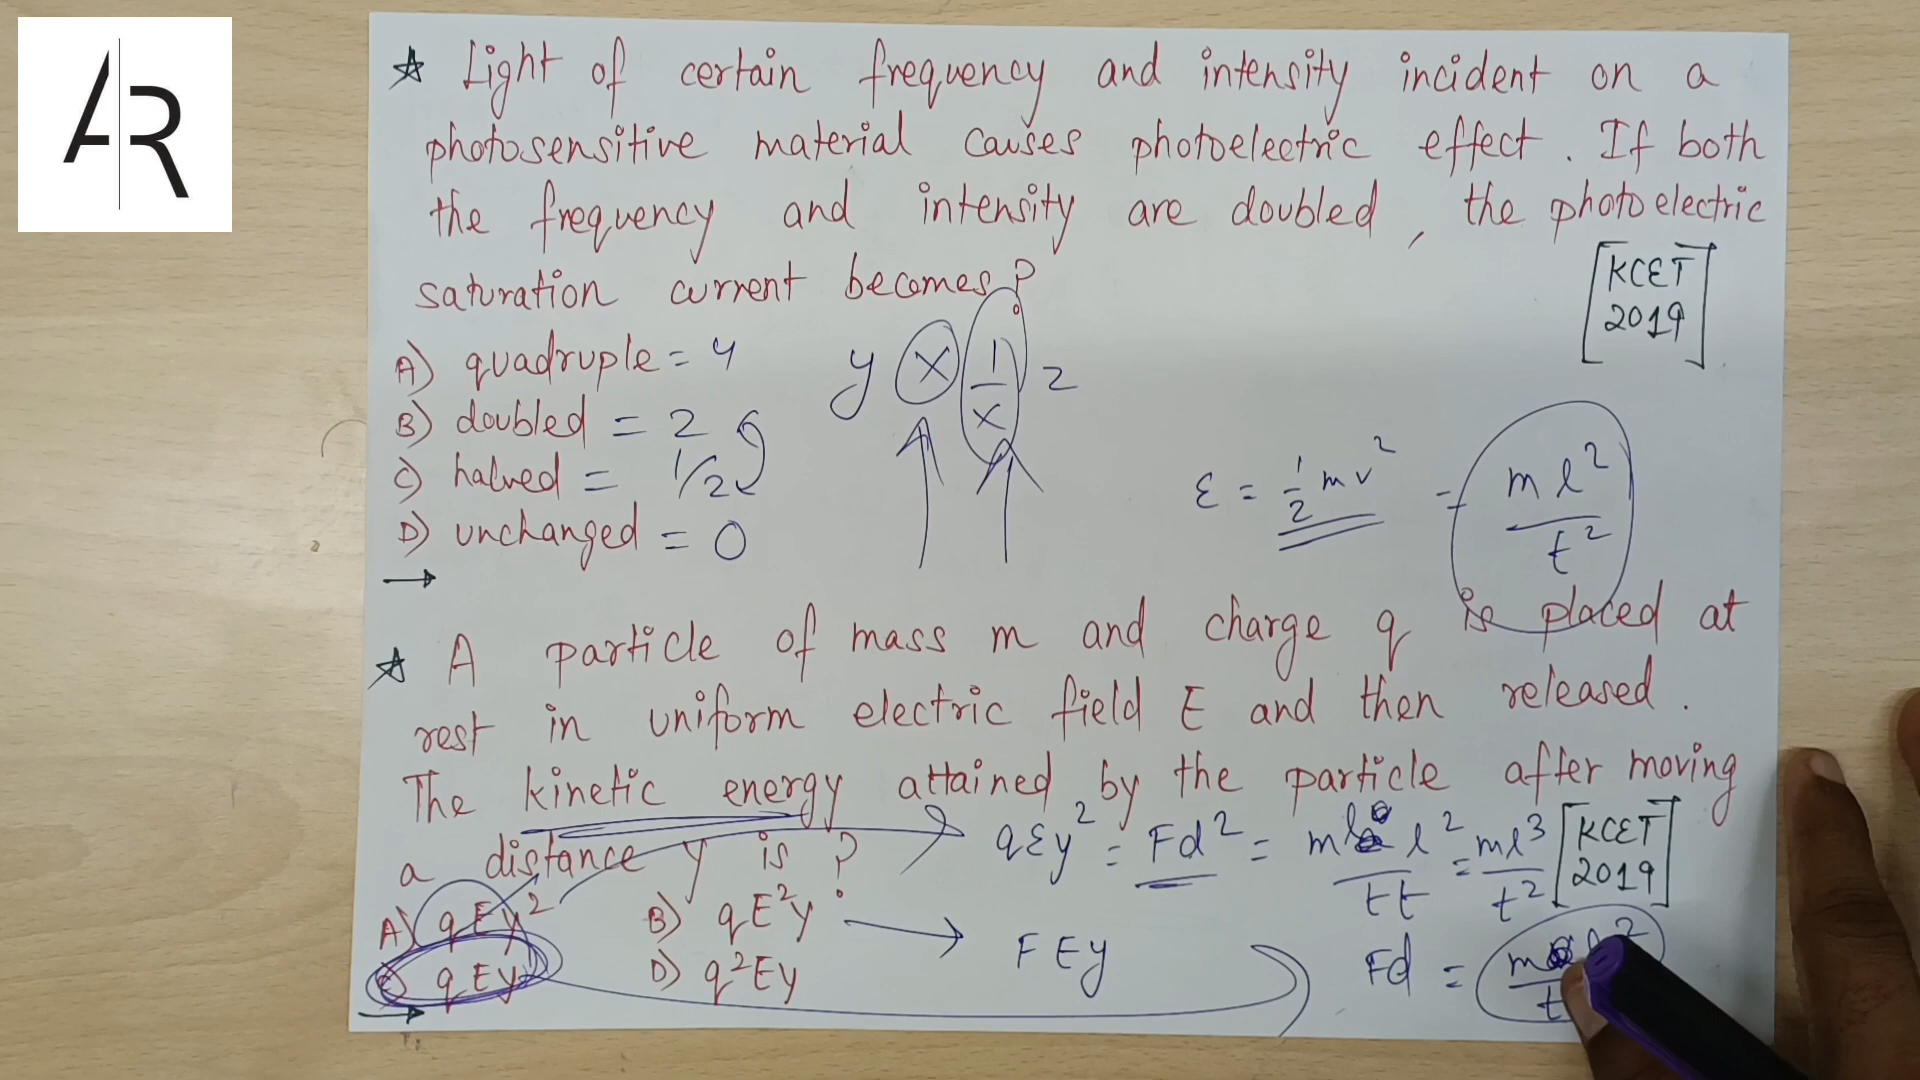 AR
☆ Light of certain frequency and intensity incident on a
photosensitive material causes photoelectric effect. If both
the frequency and intensity are doubled, the photoelectric
saturation current becomes?
[KCET 2019]
A) quadruple = 4
B) doubled = 2
C) halved = 1/2
D) unchanged = 0
y x 1/x z
ε = 1/2 mv² = ml²/t²
→
☆ A particle of mass m and charge q is placed at
rest in uniform electric field E and then released.
The kinetic energy attained by the particle after moving
a distance y is?
qεy² = Fd² = ml l²/tt = ml³/t²
[KCET 2019]
A) qEy² B) qE²y
C) qEy D) q²Ey
→ FEy
Fd =
→